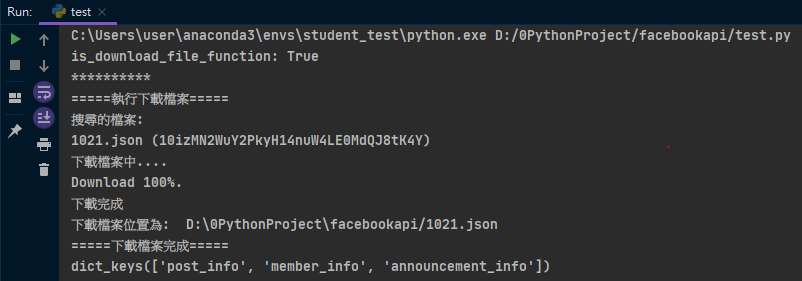 Run: test
C:\Users\user\anaconda3\envs\student_test\python.exe D:/0PythonProject/facebookapi/test.py
is_download_file_function: True
**********
=====執行下載檔案=====
搜尋的檔案:
1021.json (10izMN2WuY2PkyH14nuW4LE0MdQJ8tK4Y)
下載檔案中....
Download 100%.
下載完成
下載檔案位置為:  D:\0PythonProject\facebookapi/1021.json
=====下載檔案完成=====
dict_keys(['post_info', 'member_info', 'announcement_info'])